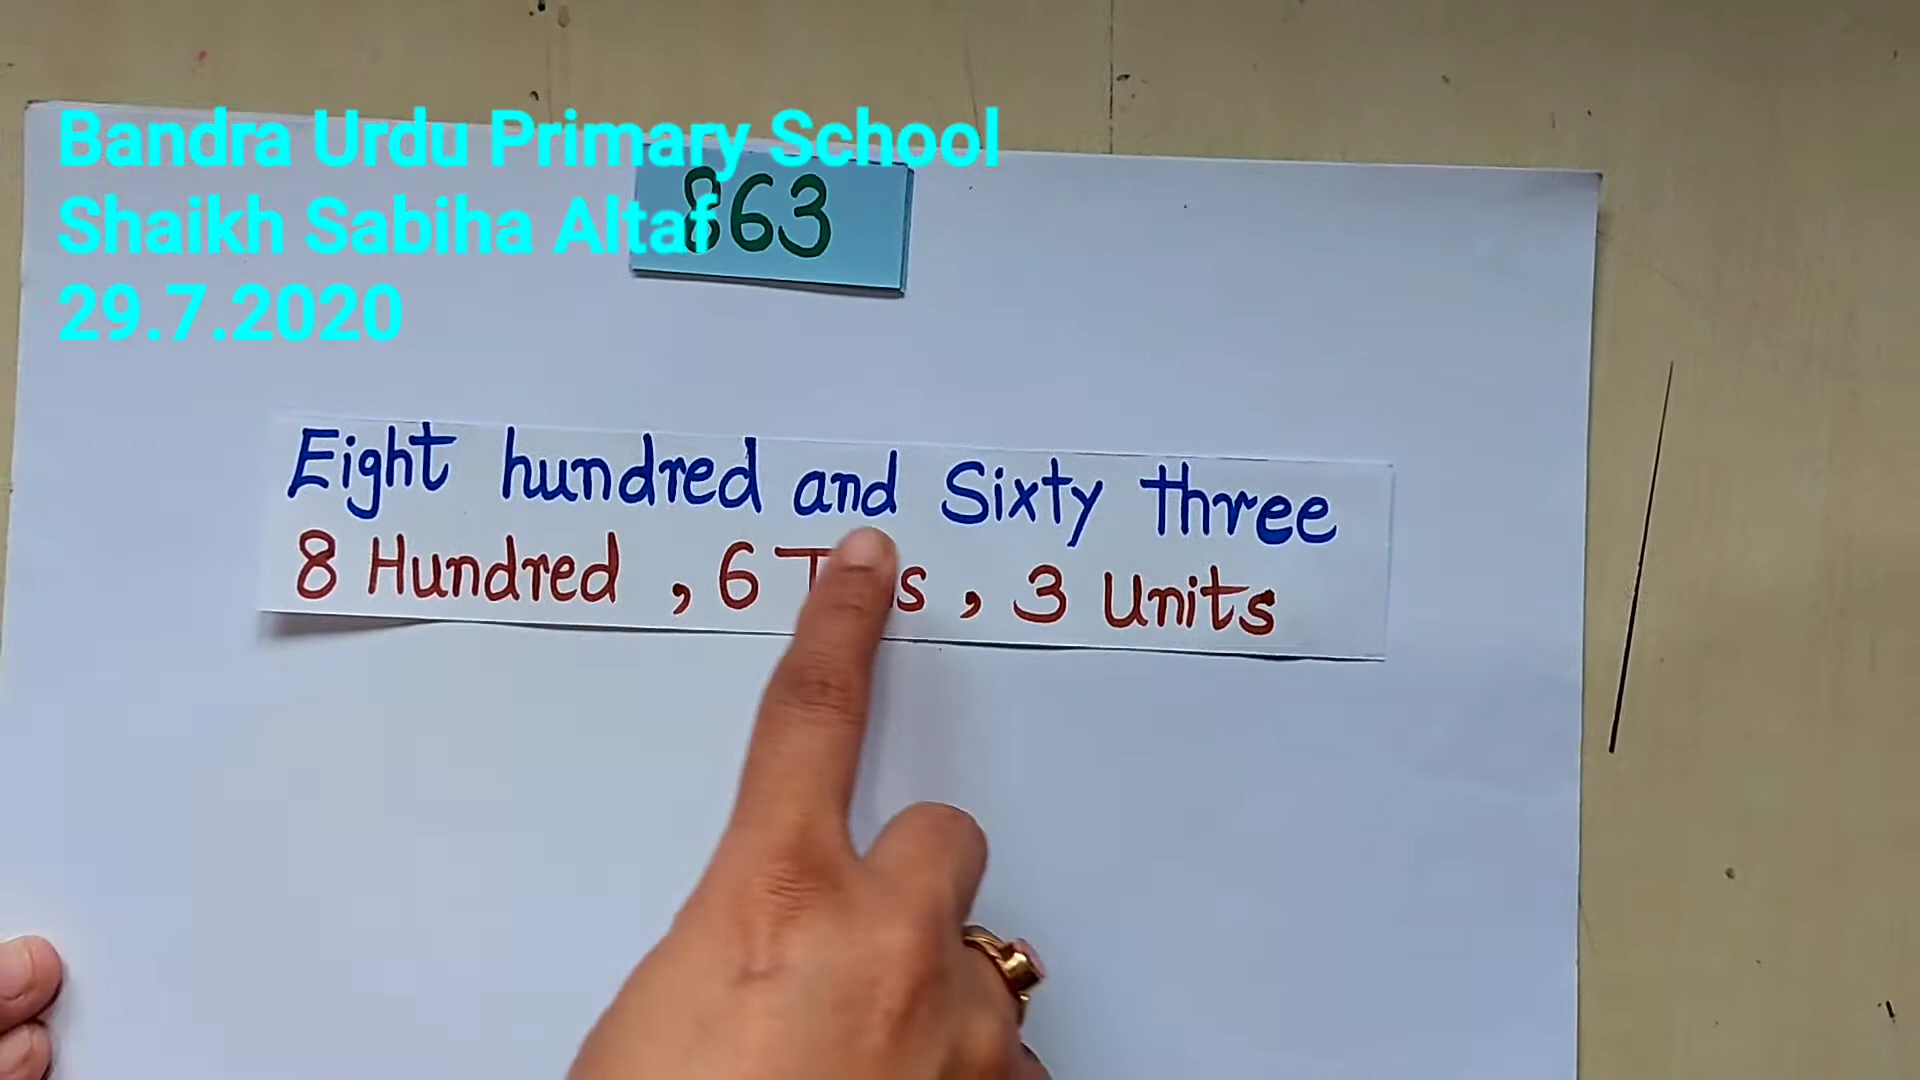 Bandra Urdu Primary School
Shaikh Sabiha Altaf
29.7.2020
863
Eight hundred and Sixty three
8 Hundred , 6 , 3 Units